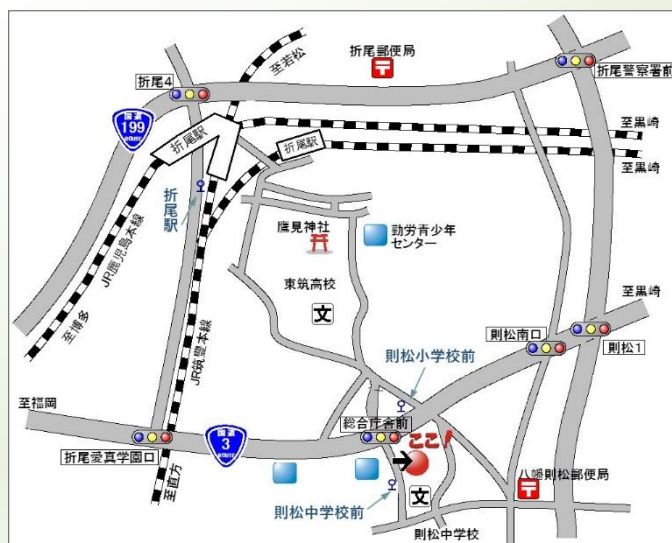 至若松
折尾郵便局
折尾4
折尾警察署前
国道
199
ROUTE
折尾駅
折尾駅
至黒崎
至黒崎
折尾駅
鷹見神社
勤労青少年
センター
JR鹿児島本線
東筑高校
文
至博多
JR筑豊本線
至黒崎
則松南口
則松1
則松小学校前
至福岡
総合庁舎前
国道
3
ROUTE
折尾愛真学園口
ここ!
至直方
文
八幡則松郵便局
則松中学校前
則松中学校